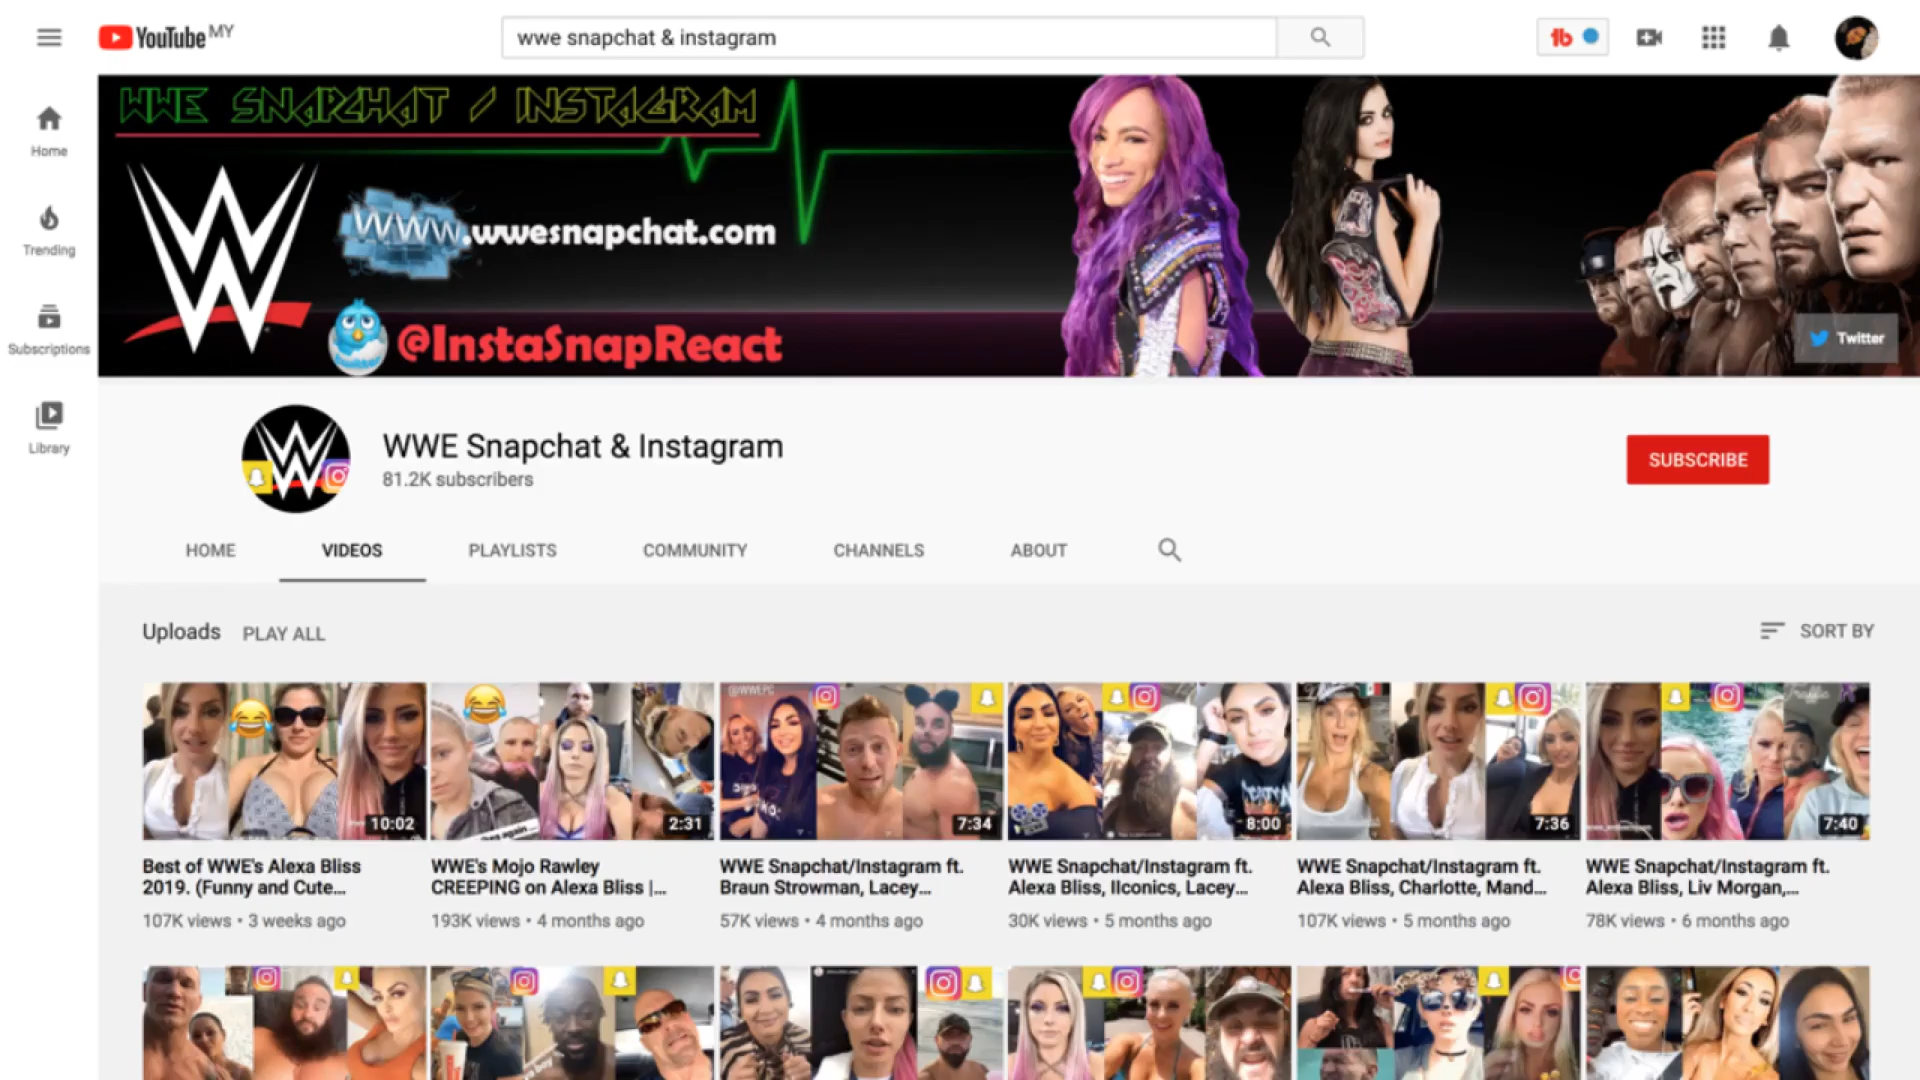 YouTube MY
wwe snapchat & instagram
WWE SNAPCHAT / INSTAGRAM
www.wwesnapchat.com
@InstaSnapReact
Twitter
Home
Trending
Subscriptions
Library
WWE Snapchat & Instagram
81.2K subscribers
SUBSCRIBE
HOME VIDEOS PLAYLISTS COMMUNITY CHANNELS ABOUT
Uploads PLAY ALL SORT BY
@WWEPC
10:02
2:31
7:34
8:00
7:36
7:40
Best of WWE's Alexa Bliss
2019. (Funny and Cute...
107K views • 3 weeks ago
WWE's Mojo Rawley
CREEPING on Alexa Bliss |...
193K views • 4 months ago
WWE Snapchat/Instagram ft.
Braun Strowman, Lacey...
57K views • 4 months ago
WWE Snapchat/Instagram ft.
Alexa Bliss, IIconics, Lacey...
30K views • 5 months ago
WWE Snapchat/Instagram ft.
Alexa Bliss, Charlotte, Mand...
107K views • 5 months ago
WWE Snapchat/Instagram ft.
Alexa Bliss, Liv Morgan,...
78K views • 6 months ago